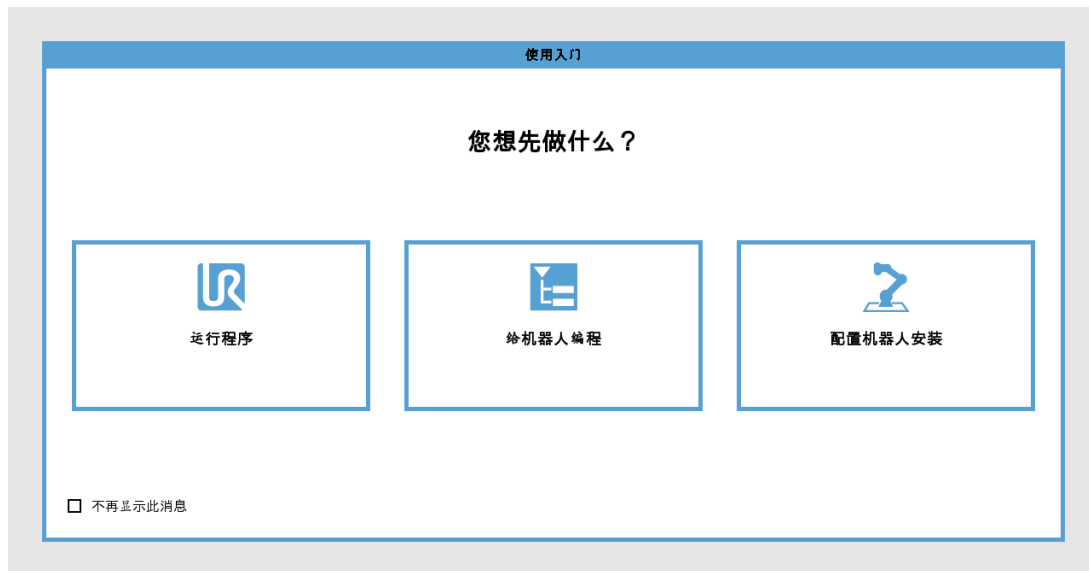 使用入门
您想先做什么？
UR
运行程序
给机器人编程
配置机器人安装
不再显示此消息